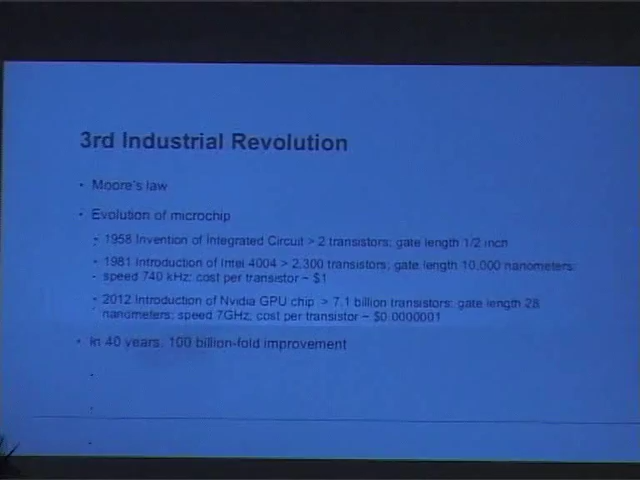 3rd Industrial Revolution
• Moore's law
• Evolution of microchip
• 1958 Invention of Integrated Circuit > 2 transistors; gate length 1/2 inch
• 1981 Introduction of Intel 4004 > 2,300 transistors; gate length 10,000 nanometers;
speed 740 kHz; cost per transistor ~ $1
• 2012 Introduction of Nvidia GPU chip > 7.1 billion transistors; gate length 28
nanometers; speed 7GHz; cost per transistor ~ $0.0000001
• In 40 years, 100 billion-fold improvement